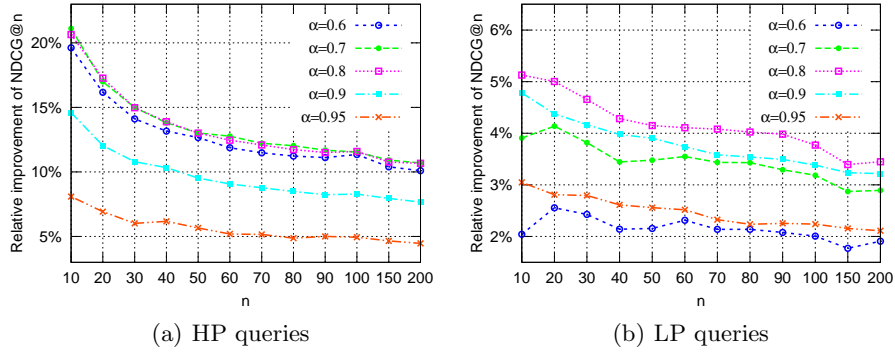 Relative improvement of NDCG@n
20%
15%
10%
5%
α=0.6
α=0.7
α=0.8
α=0.9
α=0.95
10 20 30 40 50 60 70 80 90 100 150 200
n
(a) HP queries
Relative improvement of NDCG@n
6%
5%
4%
3%
2%
α=0.6
α=0.7
α=0.8
α=0.9
α=0.95
10 20 30 40 50 60 70 80 90 100 150 200
n
(b) LP queries